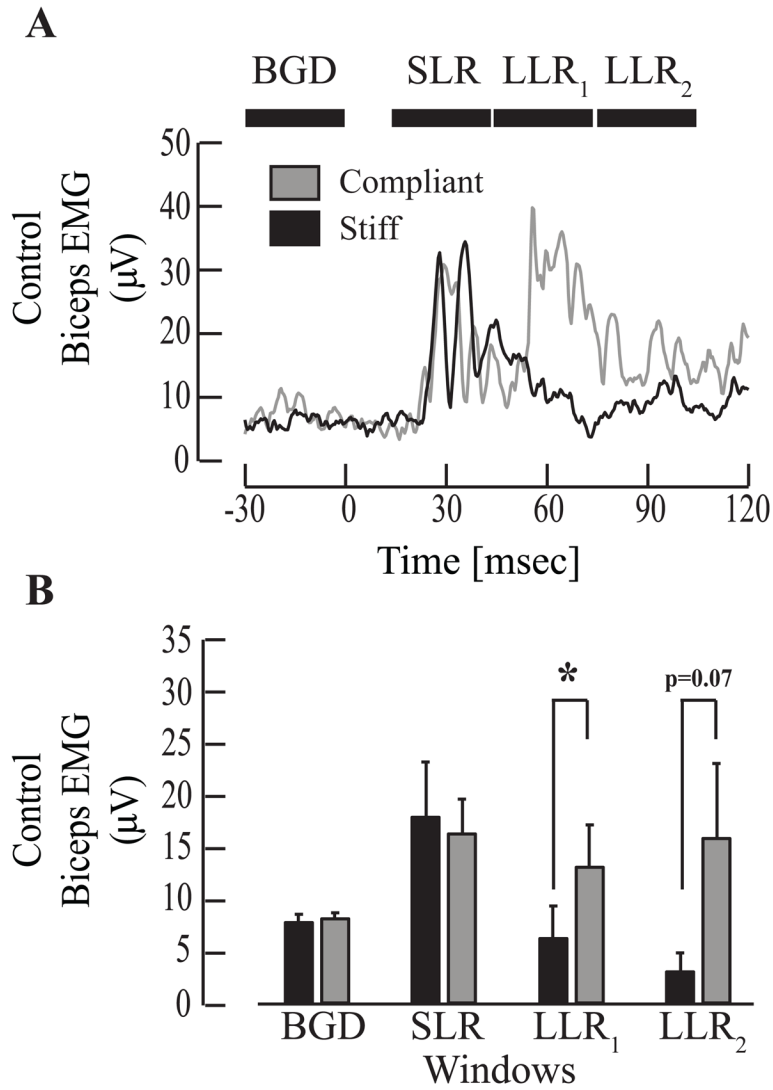 A
BGD SLR LLR1 LLR2
50
40
30
20
10
0
Control
Biceps EMG
(µV)
Compliant
Stiff
-30 0 30 60 90 120
Time [msec]
B
35
30
25
20
15
10
5
0
Control
Biceps EMG
(µV)
* p=0.07
BGD SLR LLR1 LLR2
Windows